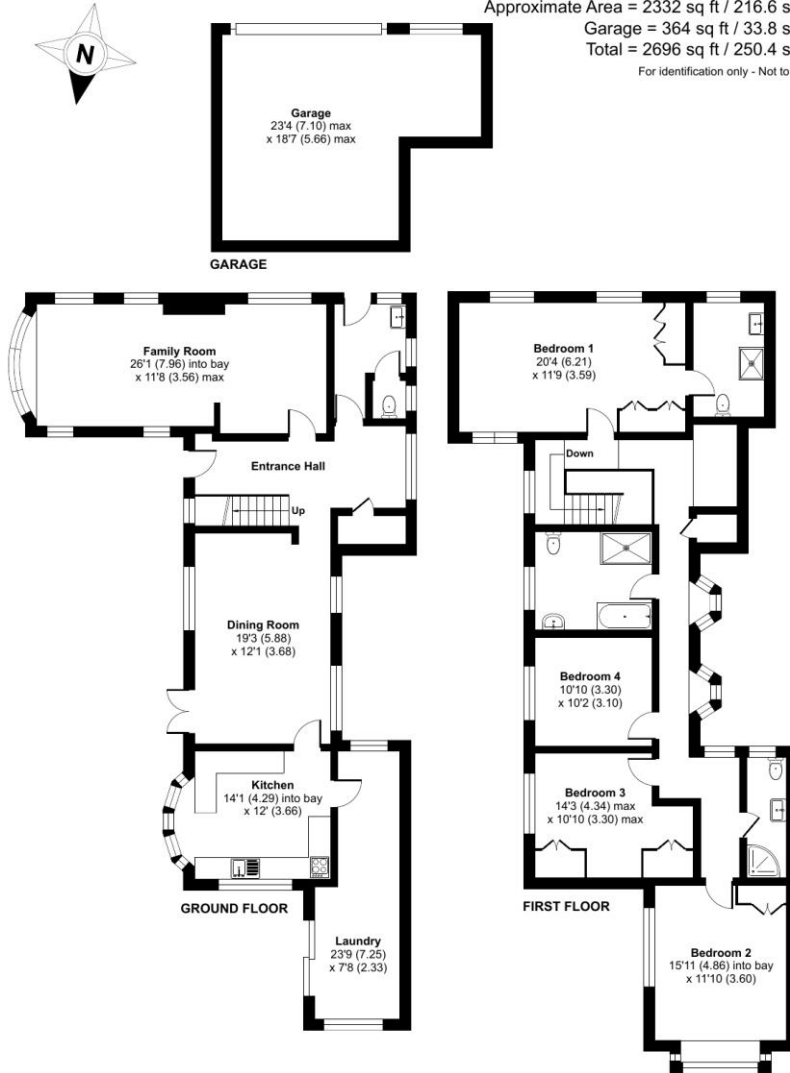 Approximate Area = 2332 sq ft / 216.6 s
Garage = 364 sq ft / 33.8 s
Total = 2696 sq ft / 250.4 s
For identification only - Not to
N
Garage
23'4 (7.10) max
x 18'7 (5.66) max
GARAGE
Family Room
26'1 (7.96) into bay
x 11'8 (3.56) max
Entrance Hall
Up
Dining Room
19'3 (5.88)
x 12'1 (3.68)
Kitchen
14'1 (4.29) into bay
x 12' (3.66)
GROUND FLOOR
Laundry
23'9 (7.25)
x 7'8 (2.33)
Bedroom 1
20'4 (6.21)
x 11'9 (3.59)
Down
Bedroom 4
10'10 (3.30)
x 10'2 (3.10)
Bedroom 3
14'3 (4.34) max
x 10'10 (3.30) max
FIRST FLOOR
Bedroom 2
15'11 (4.86) into bay
x 11'10 (3.60)